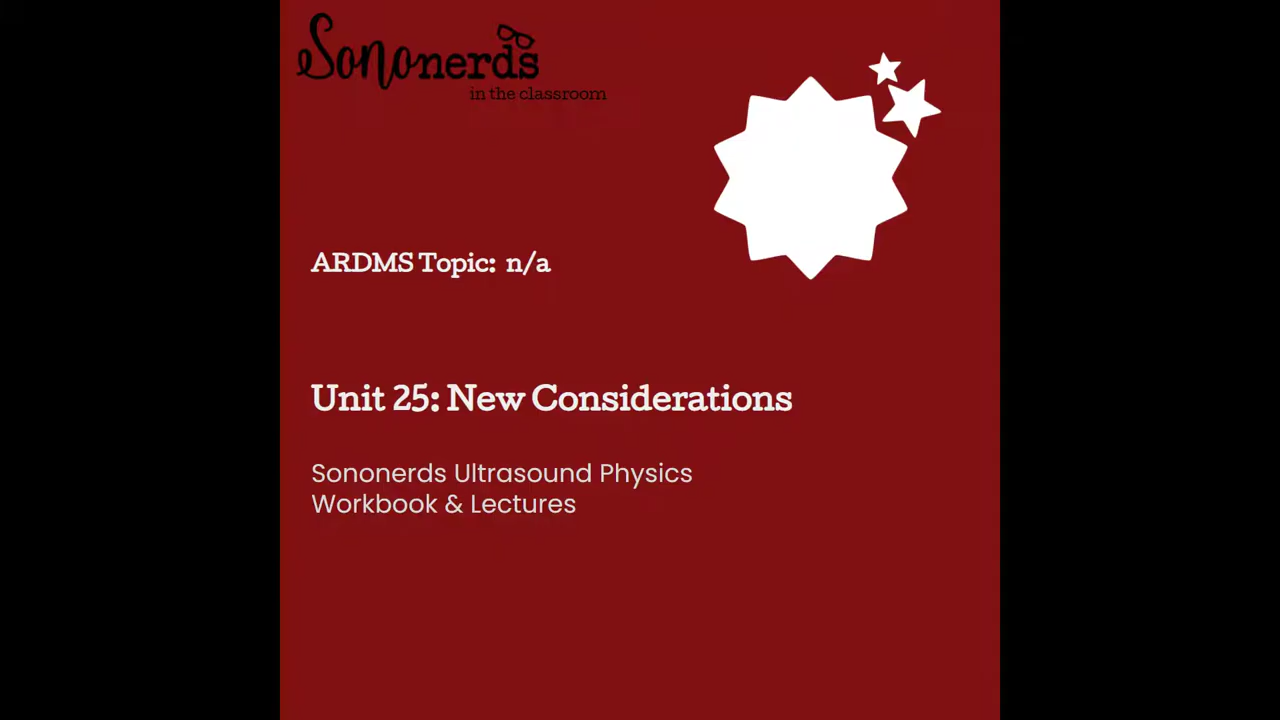 Sononerds
in the classroom
ARDMS Topic: n/a
Unit 25: New Considerations
Sononerds Ultrasound Physics
Workbook & Lectures